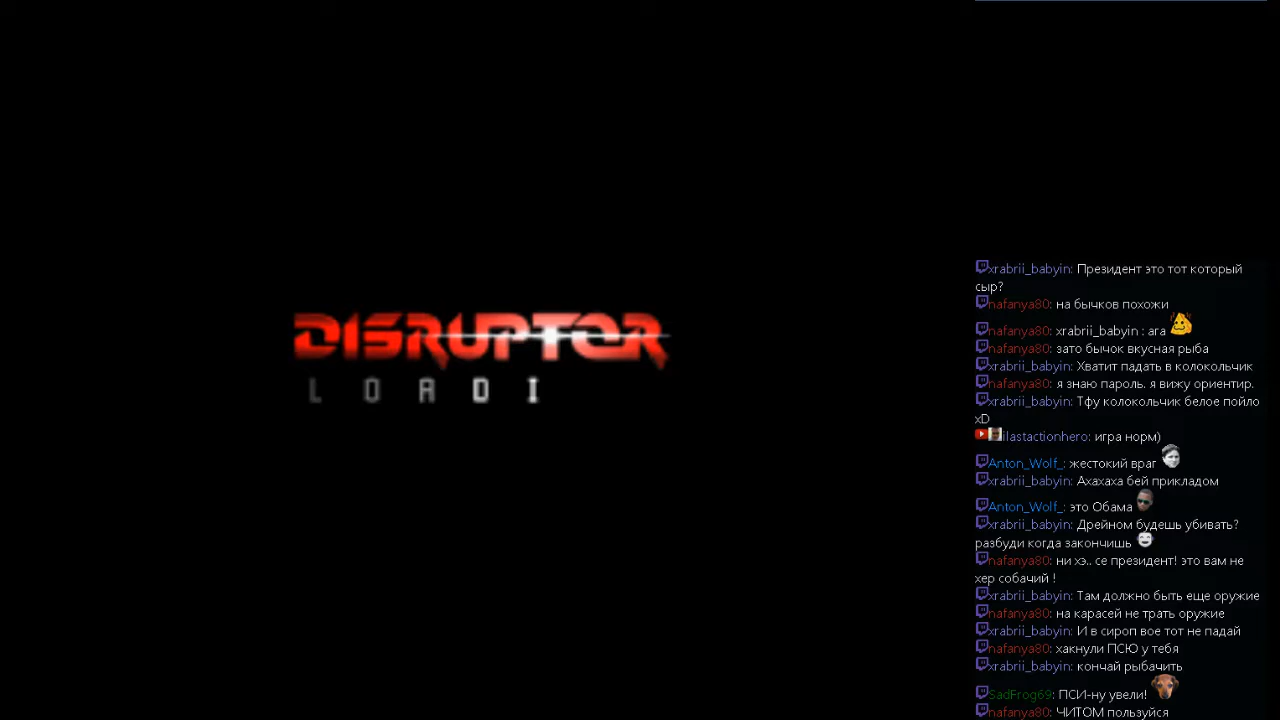 DISRUPTOR
LOADI
xrabrii_babyin: Президент это тот который
сыр?
nafanya80: на бычков похожи
nafanya80: xrabrii_babyin : ага
nafanya80: зато бычок вкусная рыба
xrabrii_babyin: Хватит падать в колокольчик
nafanya80: я знаю пароль. я вижу ориентир.
xrabrii_babyin: Тфу колокольчик белое пойло
xD
ilastactionhero: игра норм)
Anton_Wolf_: жестокий враг
xrabrii_babyin: Ахахаха бей прикладом
Anton_Wolf_: это Обама
xrabrii_babyin: Дрейном будешь убивать?
разбуди когда закончишь
nafanya80: ни хэ.. се президент! это вам не
хер собачий !
xrabrii_babyin: Там должно быть еще оружие
nafanya80: на карасей не трать оружие
xrabrii_babyin: И в сироп вое тот не падай
nafanya80: хакнули ПСЮ у тебя
xrabrii_babyin: кончай рыбачить
SadFrog69: ПСИ-ну увели!
nafanya80: ЧИТОМ пользуйся